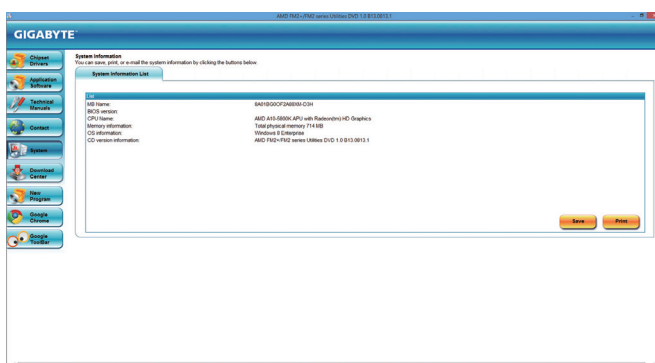 AMD FM2+/FM2 series Utilities DVD 1.0 B13.0813.1
GIGABYTE
System Information
You can save, print, or e-mail the system information by clicking the buttons below.
System Information List
Chipset
Drivers
Application
Software
Technical
Manuals
Contact
System
Download
Center
New
Program
Google
Chrome
Google
ToolBar
List
MB Name:
BIOS version:
CPU Name: AMD A10-5800K APU with Radeon(tm) HD Graphics
Memory information: Total physical memory 714 MB
OS information: Windows 8 Enterprise
CD version information: AMD FM2+/FM2 series Utilities DVD 1.0 B13.0813.1
Save
Print